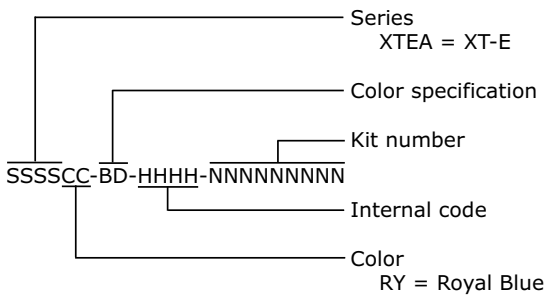 Series
XTEA = XT-E
Color specification
Kit number
SSSSCC-BD-HHHH-NNNNNNNNN
Internal code
Color
RY = Royal Blue